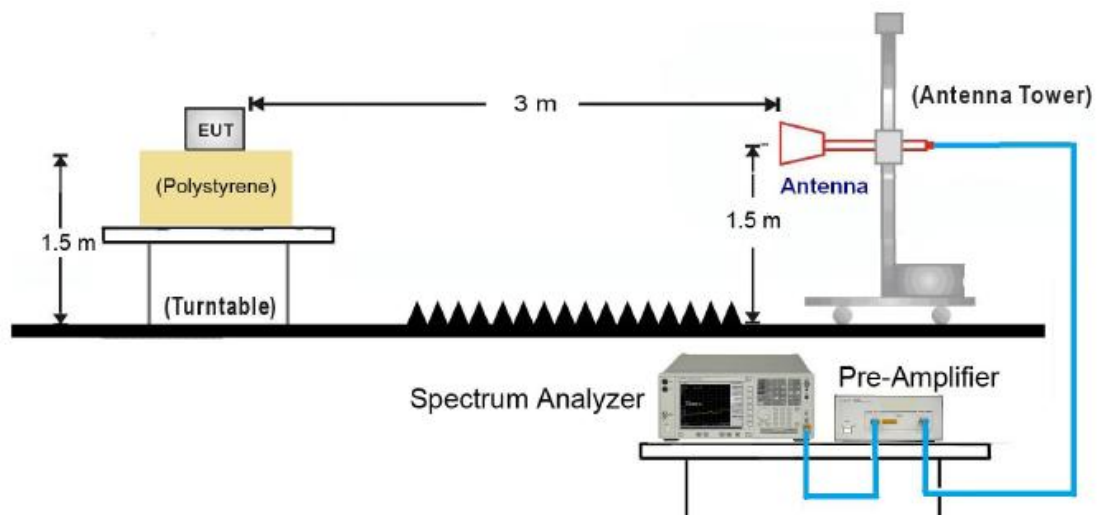 3 m
(Antenna Tower)
EUT
(Polystyrene)
Antenna
1.5 m
1.5 m
(Turntable)
Spectrum Analyzer
Pre-Amplifier